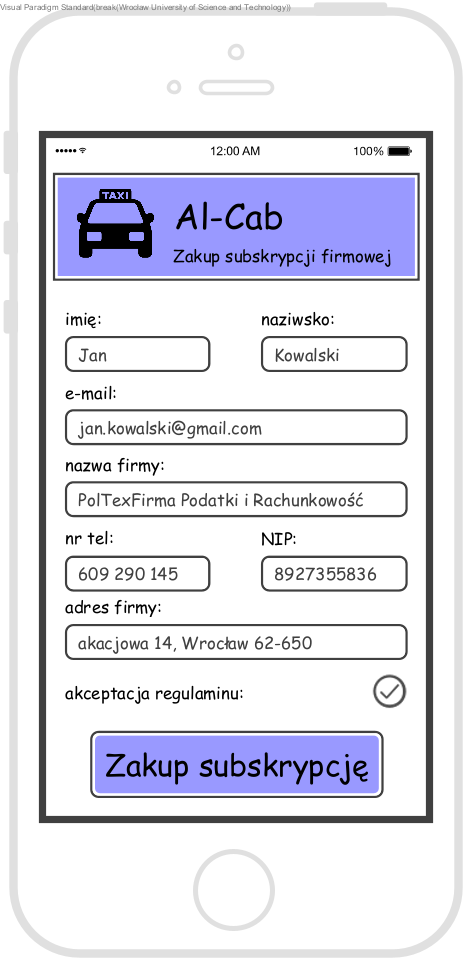 Visual Paradigm Standard(break(Wrocław University of Science and Technology))
12:00 AM 100%
TAXI
Al-Cab
Zakup subskrypcji firmowej
imię: naziwsko:
Jan Kowalski
e-mail:
jan.kowalski@gmail.com
nazwa firmy:
PolTexFirma Podatki i Rachunkowość
nr tel: NIP:
609 290 145 8927355836
adres firmy:
akacjowa 14, Wrocław 62-650
akceptacja regulaminu:
Zakup subskrypcję